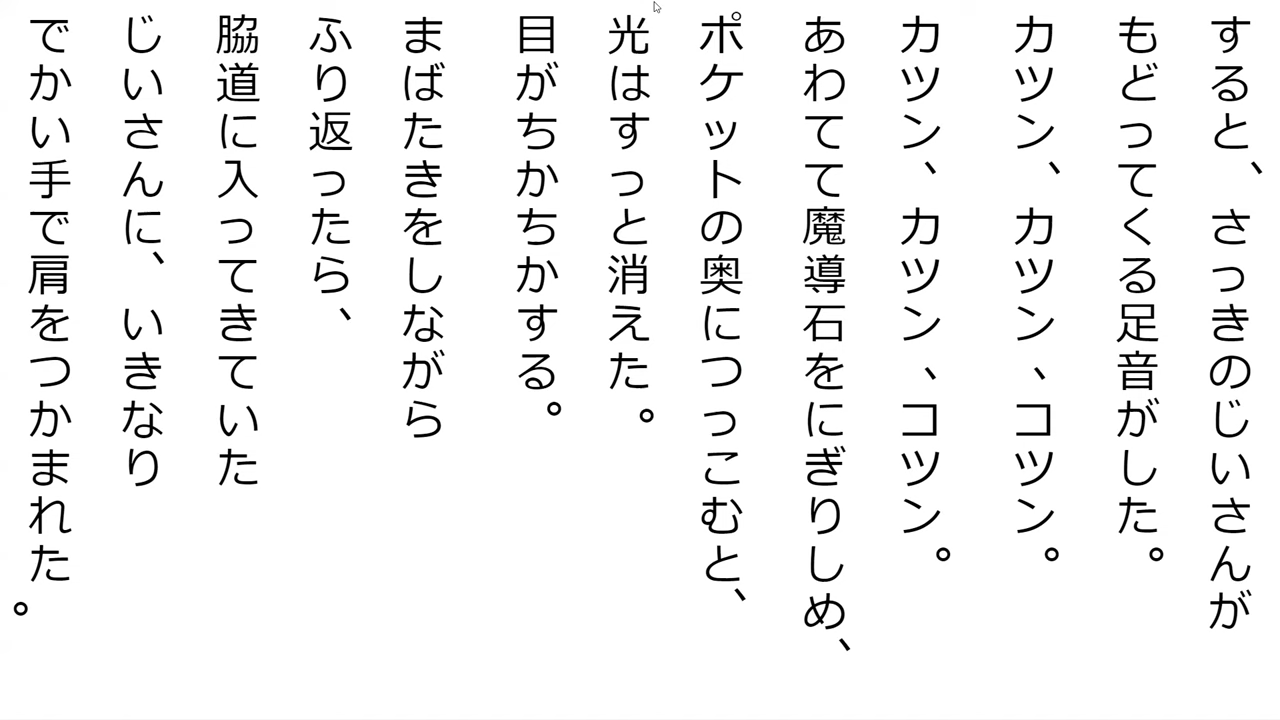 すると、さっきのじいさんが
もどってくる足音がした。
カツン、カツン、コツン。
カツン、カツン、コツン。
あわてて魔導石をにぎりしめ、
ポケットの奥につっこむと、
光はすっと消えた。
目がちかちかする。
まばたきをしながら
ふり返ったら、
脇道に入ってきていた
じいさんに、いきなり
でかい手で肩をつかまれた。